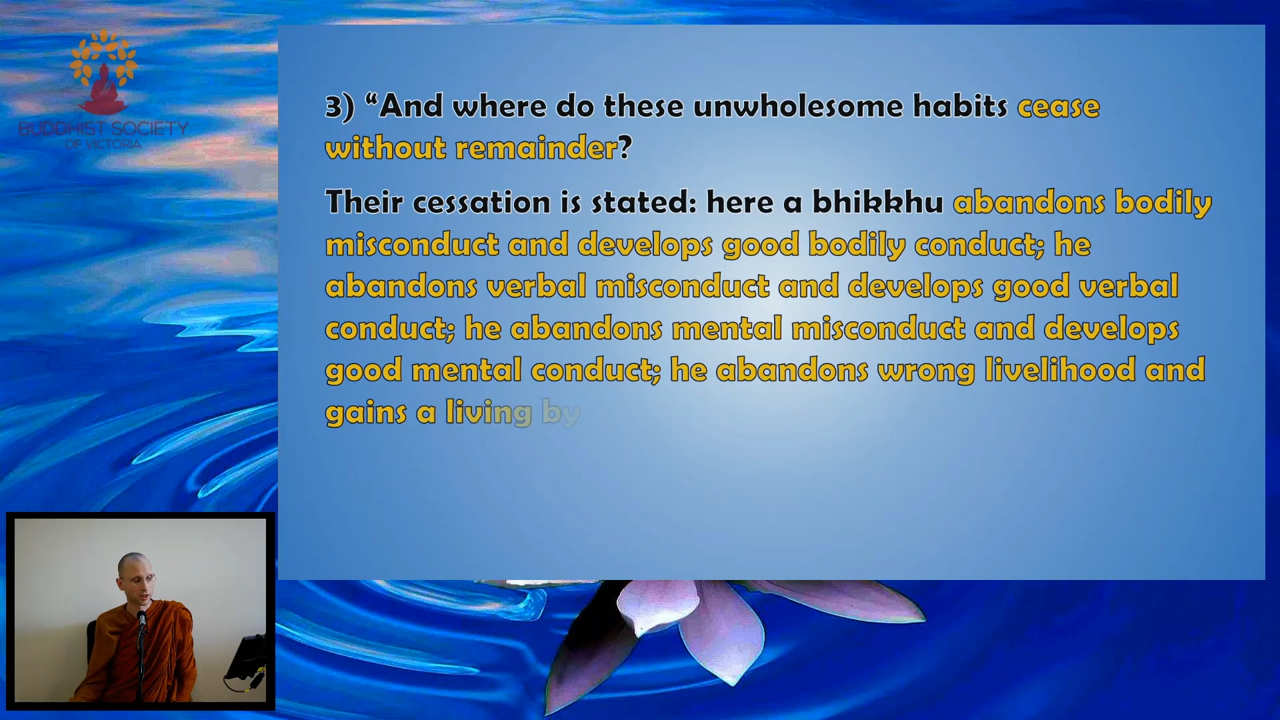 BUDDHIST SOCIETY
OF VICTORIA
3) “And where do these unwholesome habits cease
without remainder?
Their cessation is stated: here a bhikkhu abandons bodily
misconduct and develops good bodily conduct; he
abandons verbal misconduct and develops good verbal
conduct; he abandons mental misconduct and develops
good mental conduct; he abandons wrong livelihood and
gains a living by